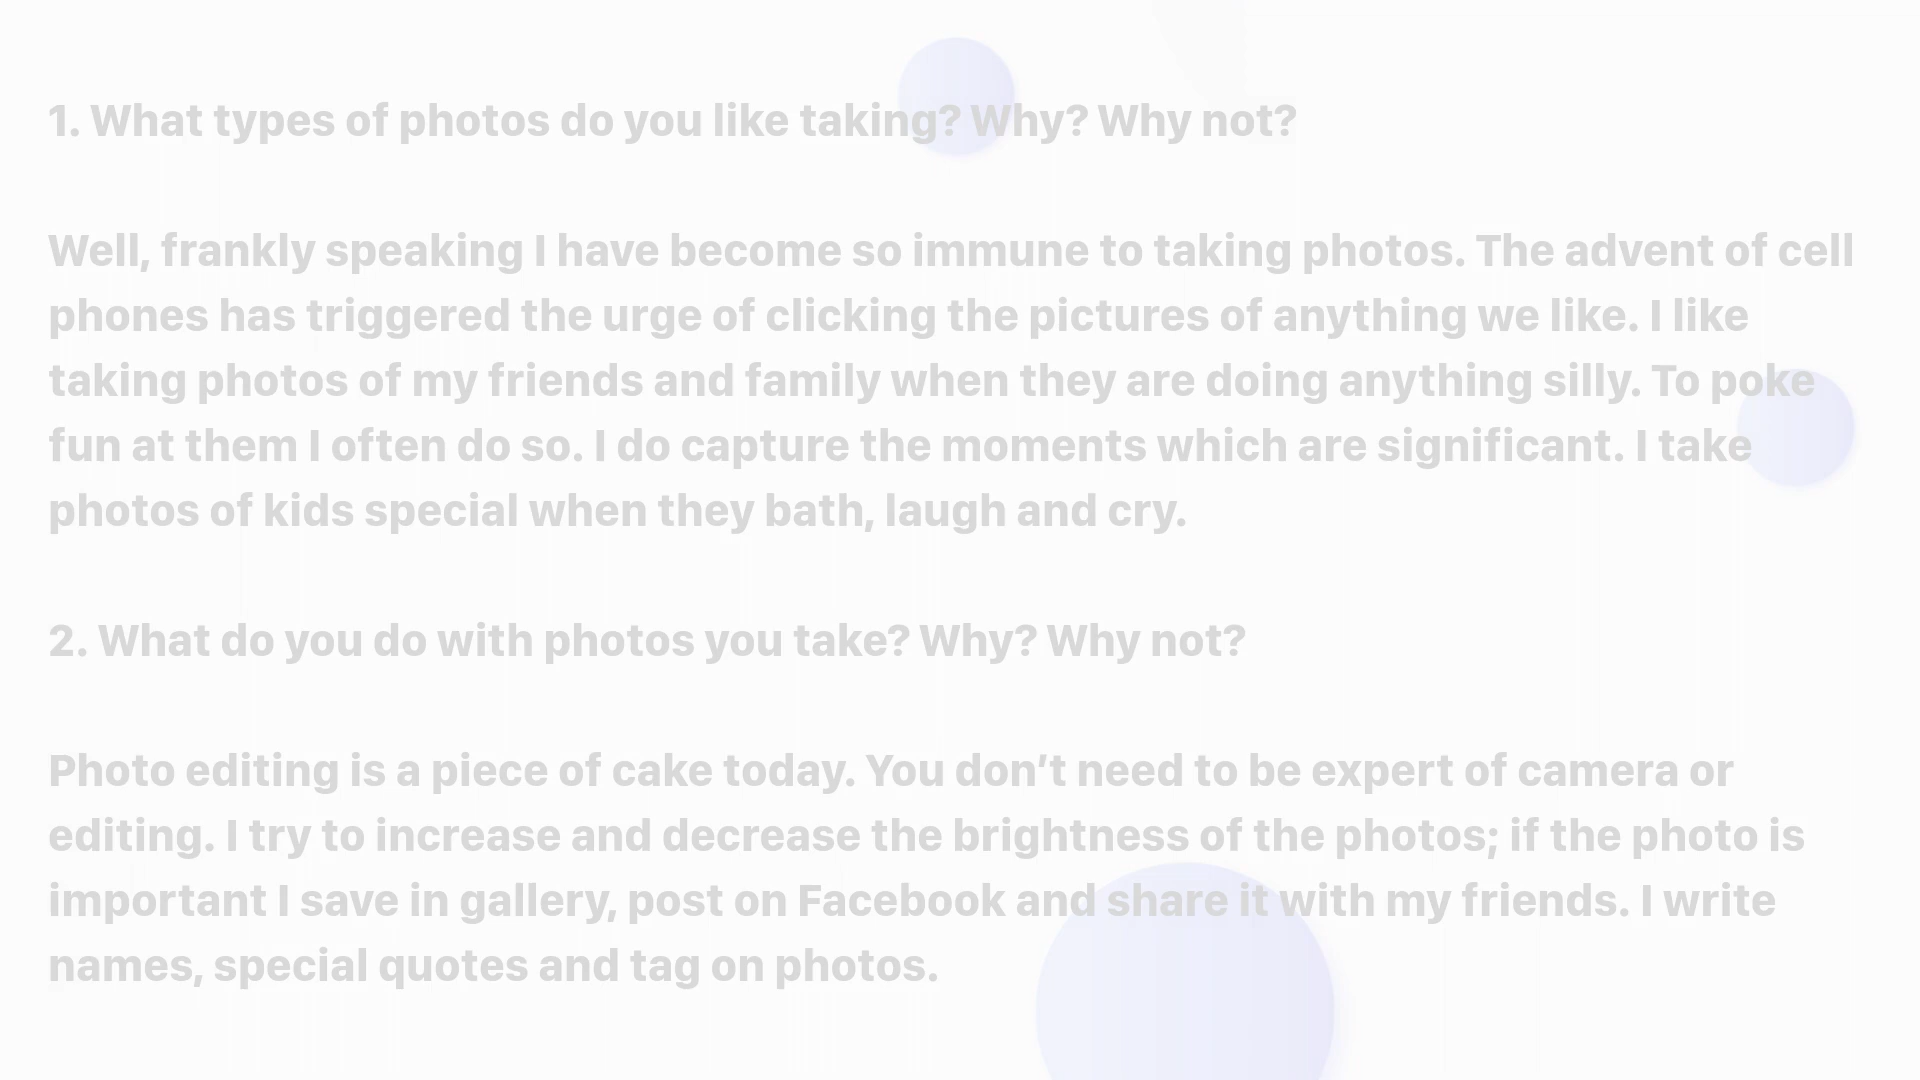 1. What types of photos do you like taking? Why? Why not?
Well, frankly speaking I have become so immune to taking photos. The advent of cell
phones has triggered the urge of clicking the pictures of anything we like. I like
taking photos of my friends and family when they are doing anything silly. To poke
fun at them I often do so. I do capture the moments which are significant. I take
photos of kids special when they bath, laugh and cry.
2. What do you do with photos you take? Why? Why not?
Photo editing is a piece of cake today. You don’t need to be expert of camera or
editing. I try to increase and decrease the brightness of the photos; if the photo is
important I save in gallery, post on Facebook and share it with my friends. I write
names, special quotes and tag on photos.